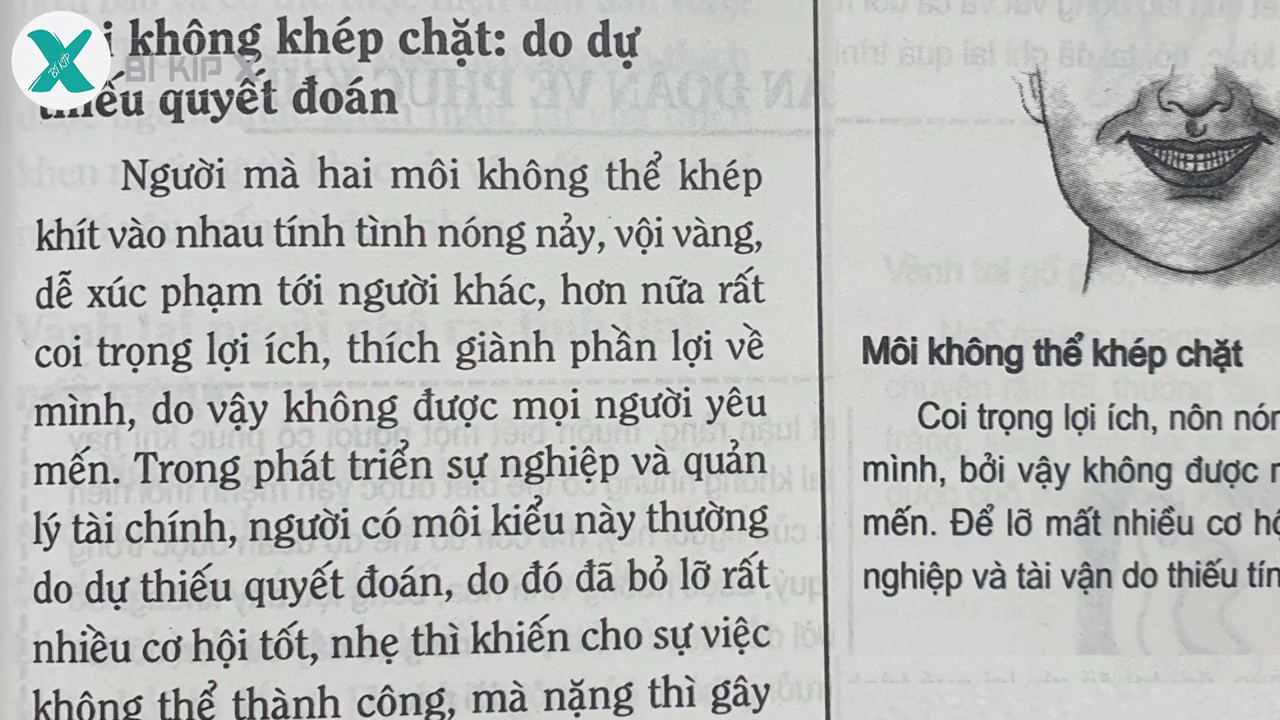 không khép chặt: do dự
thiếu quyết đoán
Người mà hai môi không thể khép
khít vào nhau tính tình nóng nảy, vội vàng,
dễ xúc phạm tới người khác, hơn nữa rất
coi trọng lợi ích, thích giành phần lợi về
mình, do vậy không được mọi người yêu
mến. Trong phát triển sự nghiệp và quản
lý tài chính, người có môi kiểu này thường
do dự thiếu quyết đoán, do đó đã bỏ lỡ rất
nhiều cơ hội tốt, nhẹ thì khiến cho sự việc
không thể thành công, mà nặng thì gây
Môi không thể khép chặt
Coi trọng lợi ích, nôn
mình, bởi vậy không được
mến. Để lỡ mất nhiều cơ
nghiệp và tài vận do thiếu
X
BÍ KÍP
BÍ KÍP X